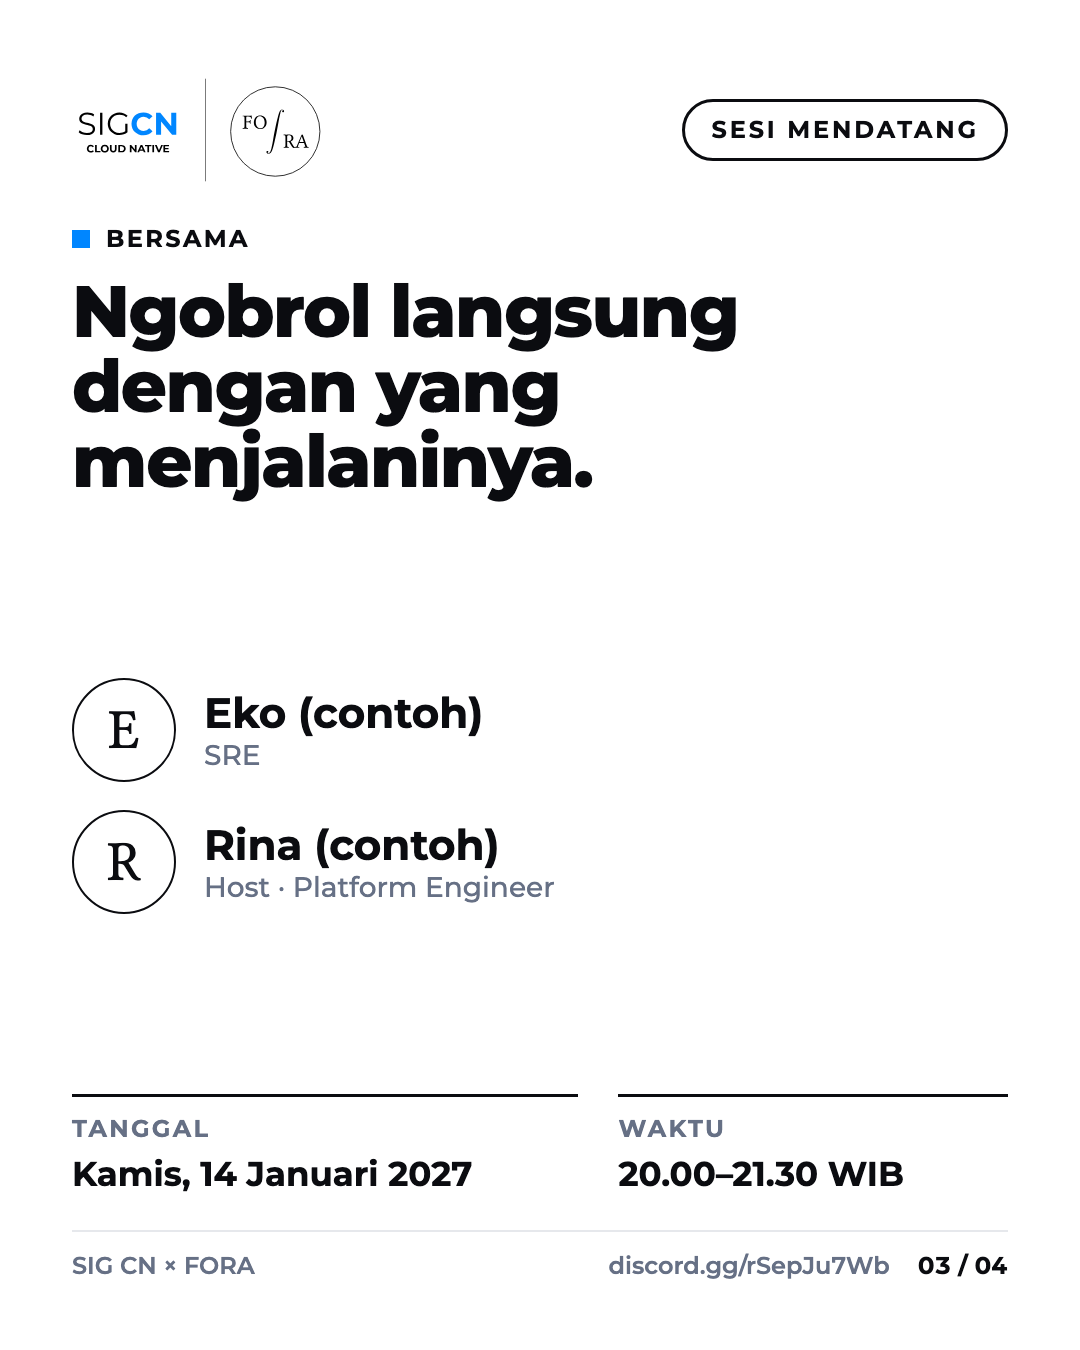 SIGCN
CLOUD NATIVE
FO RA
SESI MENDATANG
BERSAMA
Ngobrol langsung
dengan yang
menjalaninya.
E
Eko (contoh)
SRE
R
Rina (contoh)
Host · Platform Engineer
TANGGAL
Kamis, 14 Januari 2027
WAKTU
20.00–21.30 WIB
SIG CN × FORA
discord.gg/rSepJu7Wb
03 / 04